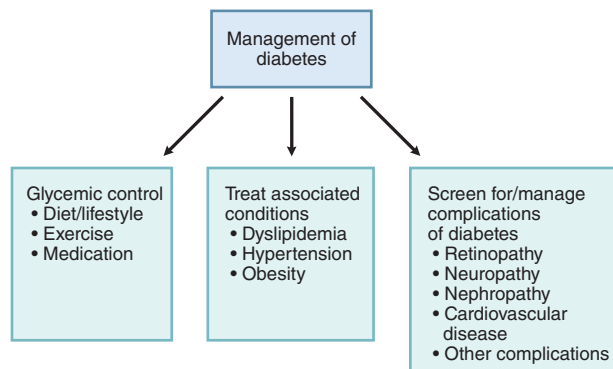 Management of
diabetes
Glycemic control
• Diet/lifestyle
• Exercise
• Medication
Treat associated
conditions
• Dyslipidemia
• Hypertension
• Obesity
Screen for/manage
complications
of diabetes
• Retinopathy
• Neuropathy
• Nephropathy
• Cardiovascular
disease
• Other complications